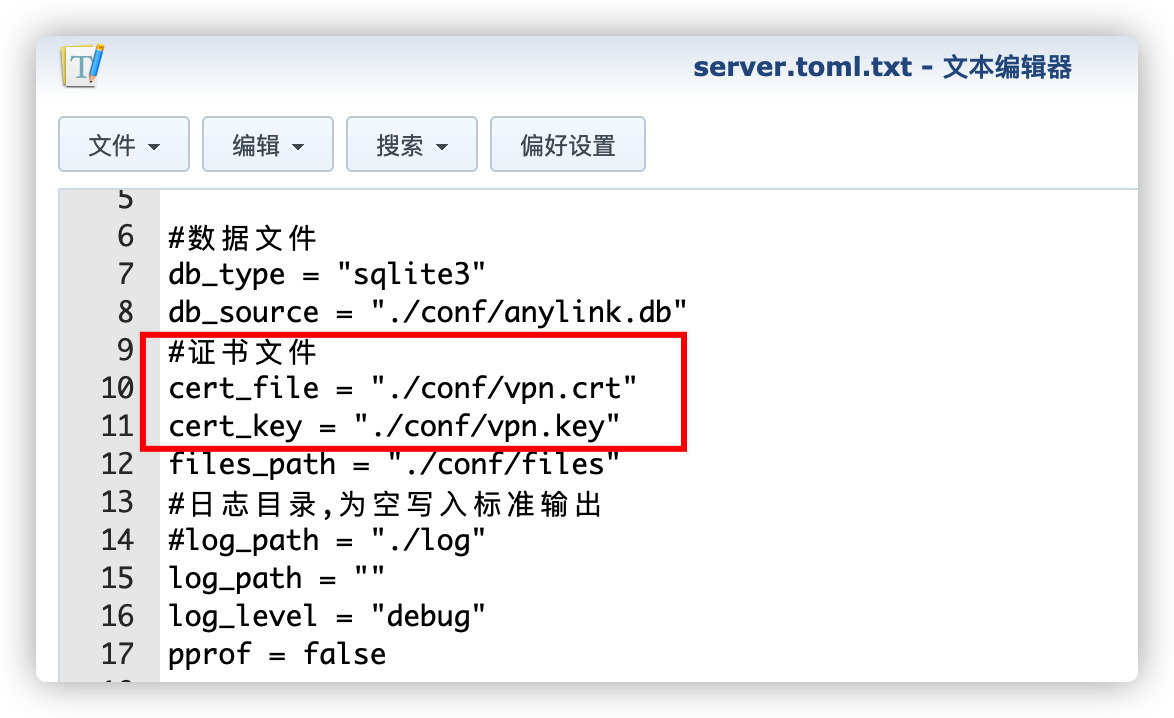 server.toml.txt - 文本编辑器
文件 编辑 搜索 偏好设置
5
6 #数据文件
7 db_type = "sqlite3"
8 db_source = "./conf/anylink.db"
9 #证书文件
10 cert_file = "./conf/vpn.crt"
11 cert_key = "./conf/vpn.key"
12 files_path = "./conf/files"
13 #日志目录,为空写入标准输出
14 #log_path = "./log"
15 log_path = ""
16 log_level = "debug"
17 pprof = false